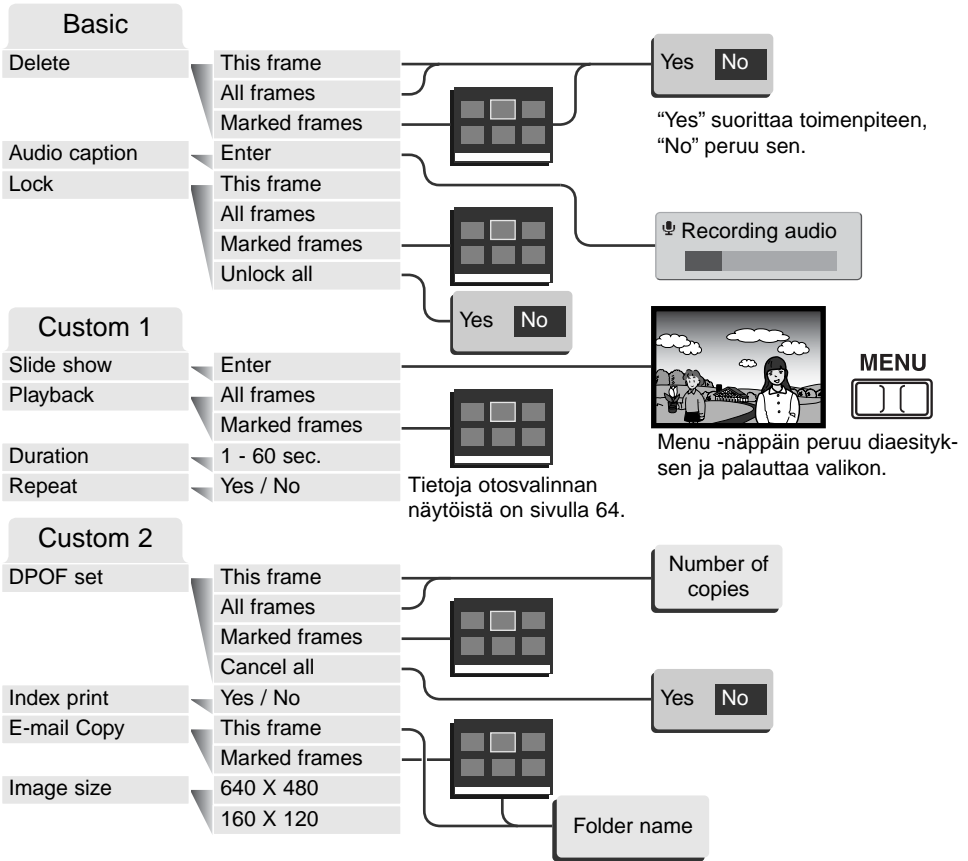 Basic
Delete
This frame
All frames
Marked frames
Yes No
“Yes” suorittaa toimenpiteen,
“No” peruu sen.
Audio caption
Enter
Lock
This frame
All frames
Marked frames
Unlock all
Recording audio
Yes No
Custom 1
Slide show
Enter
Playback
All frames
Marked frames
Duration
1 - 60 sec.
Repeat
Yes / No
MENU
Menu -näppäin peruu diaesityk-
sen ja palauttaa valikon.
Tietoja otosvalinnan
näytöistä on sivulla 64.
Custom 2
DPOF set
This frame
All frames
Marked frames
Cancel all
Number of
copies
Index print
Yes / No
Yes No
E-mail Copy
This frame
Marked frames
Image size
640 X 480
160 X 120
Folder name